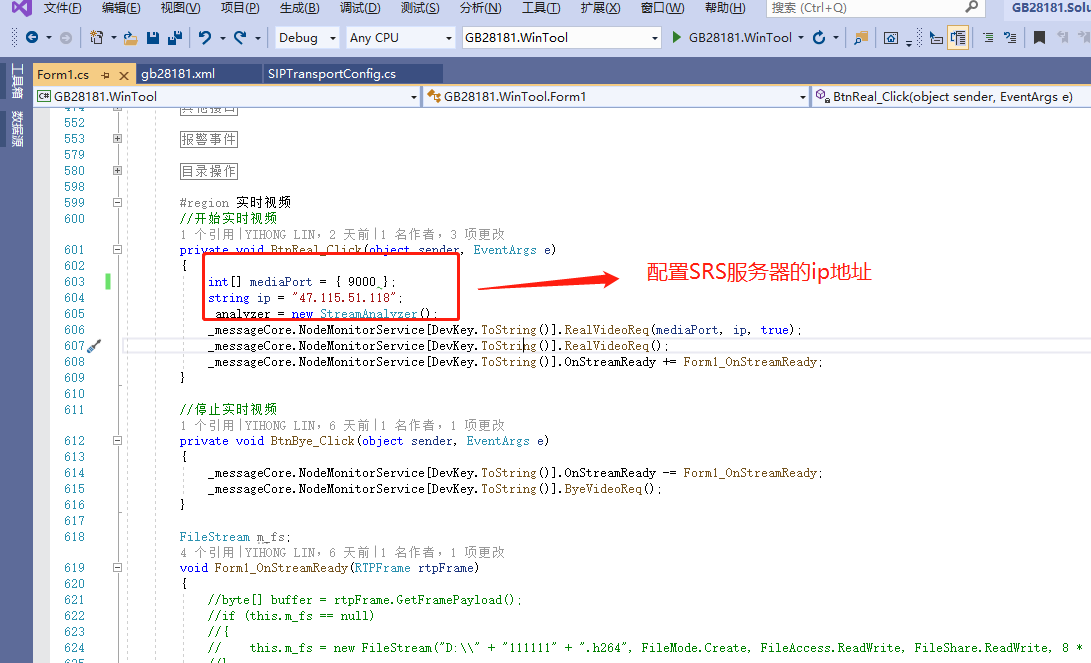 文件(F) 编辑(E) 视图(V) 项目(P) 生成(B) 调试(D) 测试(S) 分析(N) 工具(T) 扩展(X) 窗口(W) 帮助(H) 搜索 (Ctrl+Q) GB28181.Solu
Debug Any CPU GB28181.WinTool GB28181.WinTool
工具箱
数据源
Form1.cs gb28181.xml SIPTransportConfig.cs
C# GB28181.WinTool GB28181.WinTool.Form1 BtnReal_Click(object sender, EventArgs e)
474 其他接口
552
553 报警事件
579
580 目录操作
598
599 #region 实时视频
600 //开始实时视频
1 个引用|YIHONG LIN，2 天前|1 名作者，3 项更改
601 private void BtnReal_Click(object sender, EventArgs e)
602 {
603 int[] mediaPort = { 9000 };
604 string ip = "47.115.51.118";
605 _analyzer = new StreamAnalyzer();
606 _messageCore.NodeMonitorService[DevKey.ToString()].RealVideoReq(mediaPort, ip, true);
607 _messageCore.NodeMonitorService[DevKey.ToString()].RealVideoReq();
608 _messageCore.NodeMonitorService[DevKey.ToString()].OnStreamReady += Form1_OnStreamReady;
609 }
配置SRS服务器的ip地址
610
611 //停止实时视频
1 个引用|YIHONG LIN，6 天前|1 名作者，1 项更改
612 private void BtnBye_Click(object sender, EventArgs e)
613 {
614 _messageCore.NodeMonitorService[DevKey.ToString()].OnStreamReady -= Form1_OnStreamReady;
615 _messageCore.NodeMonitorService[DevKey.ToString()].ByeVideoReq();
616 }
617
618 FileStream m_fs;
4 个引用|YIHONG LIN，6 天前|1 名作者，1 项更改
619 void Form1_OnStreamReady(RTPFrame rtpFrame)
620 {
621 //byte[] buffer = rtpFrame.GetFramePayload();
622 //if (this.m_fs == null)
623 //{
624 // this.m_fs = new FileStream("D:\\" + "111111" + ".h264", FileMode.Create, FileAccess.ReadWrite, FileShare.ReadWrite, 8 *
625 //}